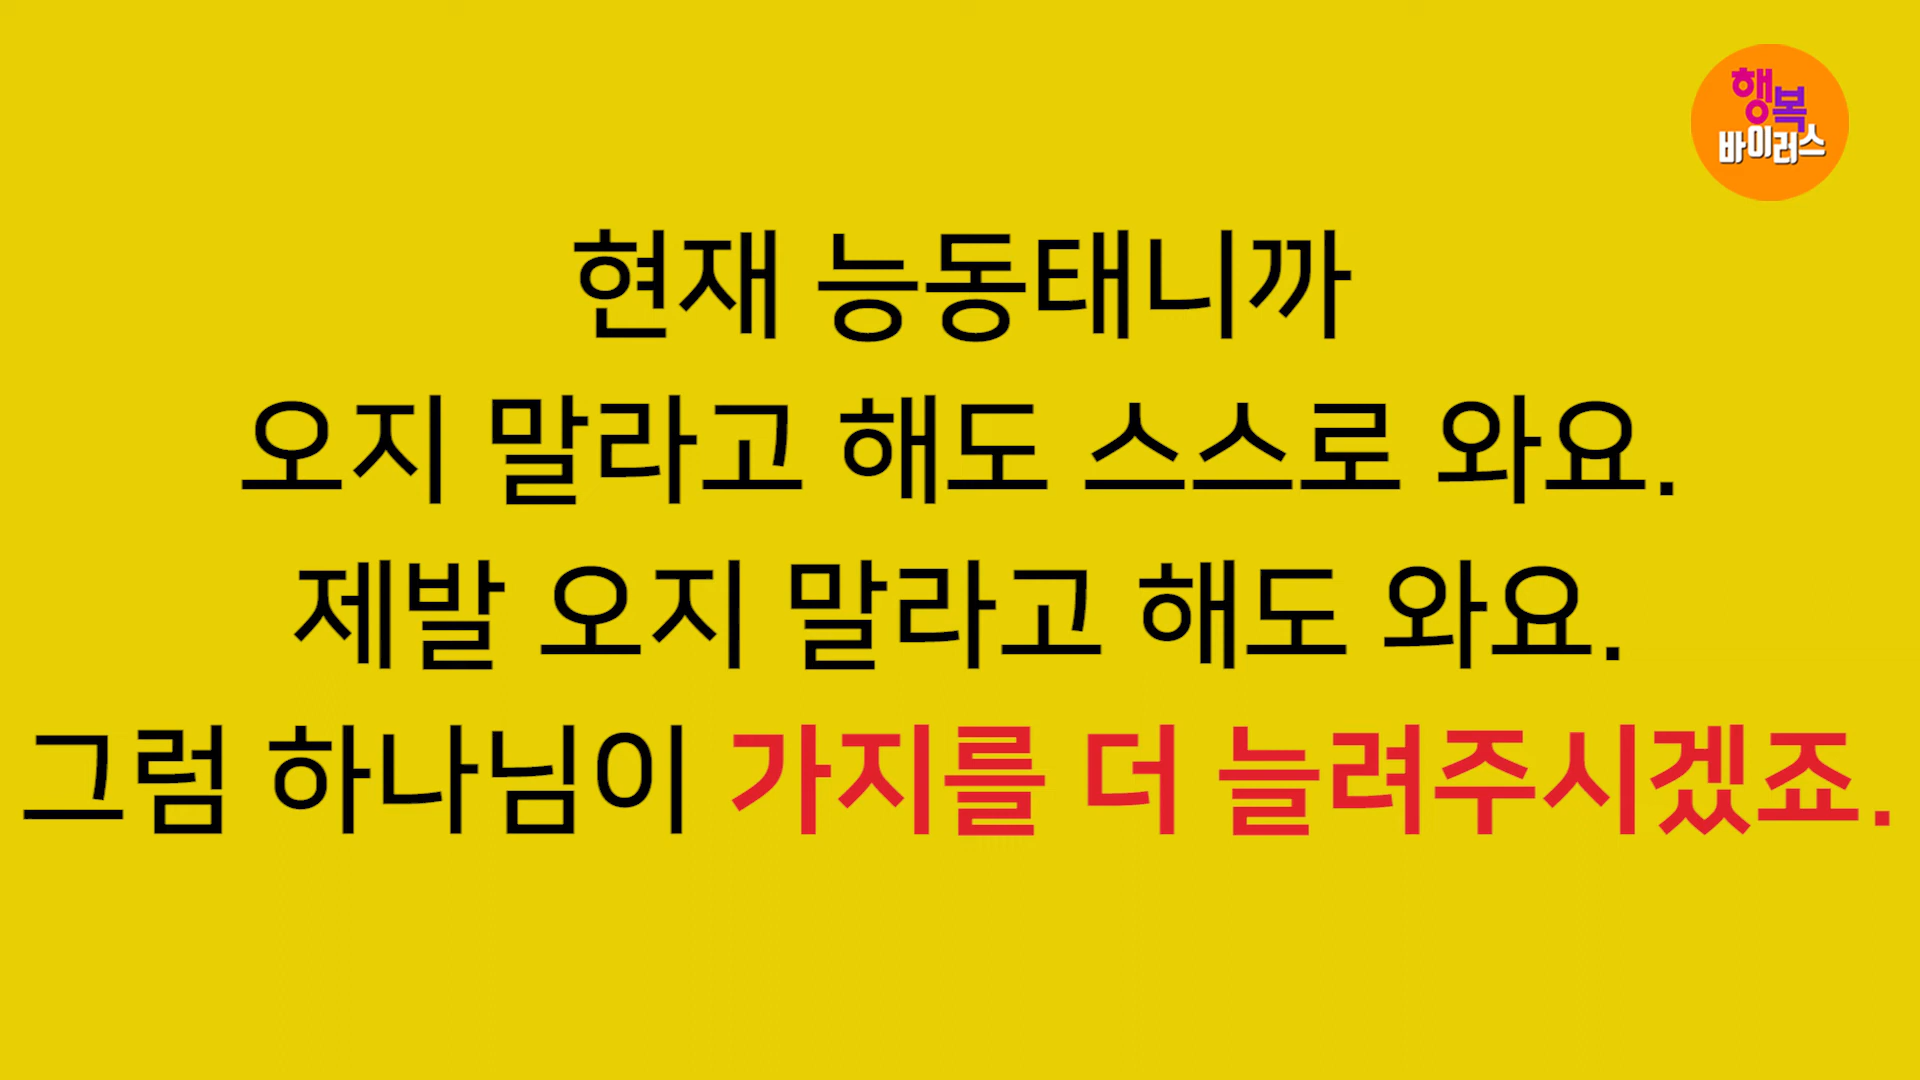 행복
바이러스
현재 능동태니까
오지 말라고 해도 스스로 와요.
제발 오지 말라고 해도 와요.
그럼 하나님이 가지를 더 늘려주시겠죠.